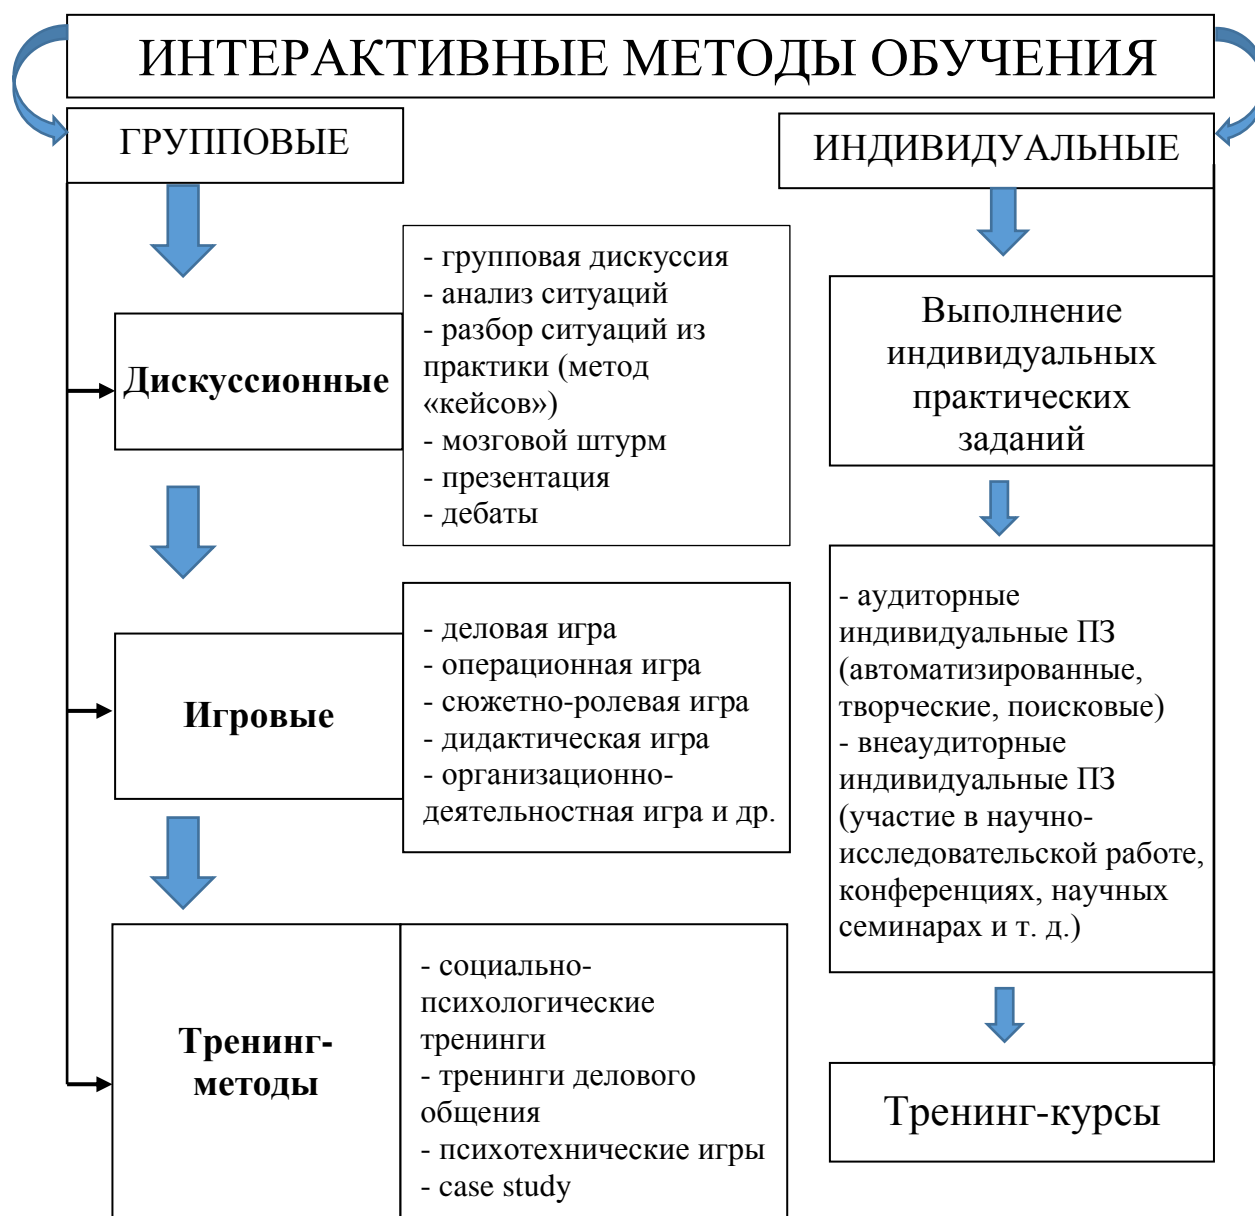 ИНТЕРАКТИВНЫЕ МЕТОДЫ ОБУЧЕНИЯ
ГРУППОВЫЕ
Дискуссионные
- групповая дискуссия
- анализ ситуаций
- разбор ситуаций из
практики (метод
«кейсов»)
- мозговой штурм
- презентация
- дебаты
Игровые
- деловая игра
- операционная игра
- сюжетно-ролевая игра
- дидактическая игра
- организационно-
деятельностная игра и др.
Тренинг-
методы
- социально-
психологические
тренинги
- тренинги делового
общения
- психотехнические игры
- case study
ИНДИВИДУАЛЬНЫЕ
Выполнение
индивидуальных
практических
заданий
- аудиторные
индивидуальные ПЗ
(автоматизированные,
творческие, поисковые)
- внеаудиторные
индивидуальные ПЗ
(участие в научно-
исследовательской работе,
конференциях, научных
семинарах и т. д.)
Тренинг-курсы